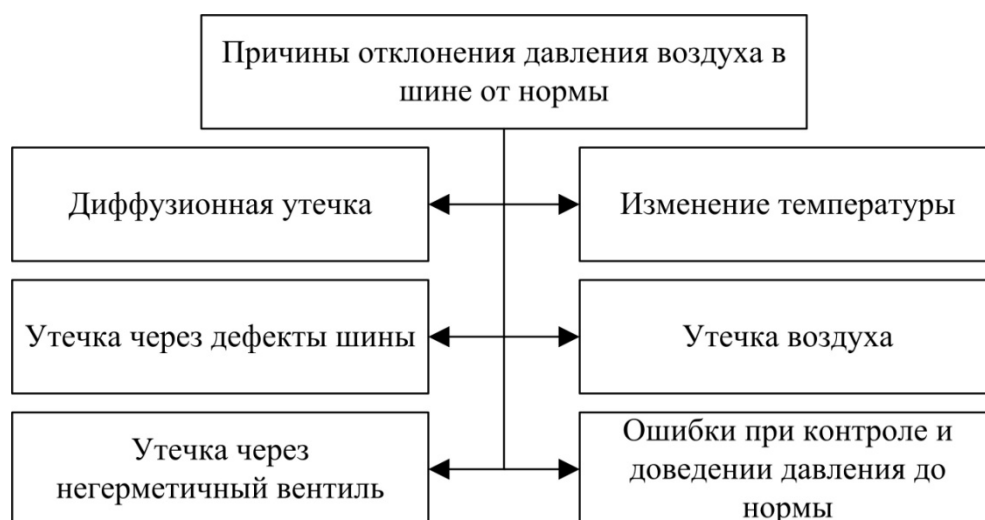 Причины отклонения давления воздуха в
шине от нормы
Диффузионная утечка
Изменение температуры
Утечка через дефекты шины
Утечка воздуха
Утечка через
негерметичный вентиль
Ошибки при контроле и
доведении давления до
нормы